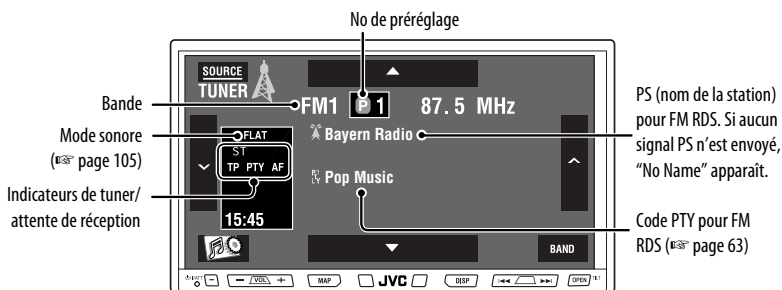 No de préréglage
SOURCE
TUNER
Bande
FM1 P 1 87.5 MHz
PS (nom de la station)
pour FM RDS. Si aucun
signal PS n'est envoyé,
“No Name” apparaît.
Mode sonore
(☞ page 105)
FLAT
Bayern Radio
ST
TP PTY AF
Indicateurs de tuner/
attente de réception
PTY Pop Music
15:45
Code PTY pour FM
RDS (☞ page 63)
BAND
– VOL +
MAP
JVC
DISP
OPEN
TILT